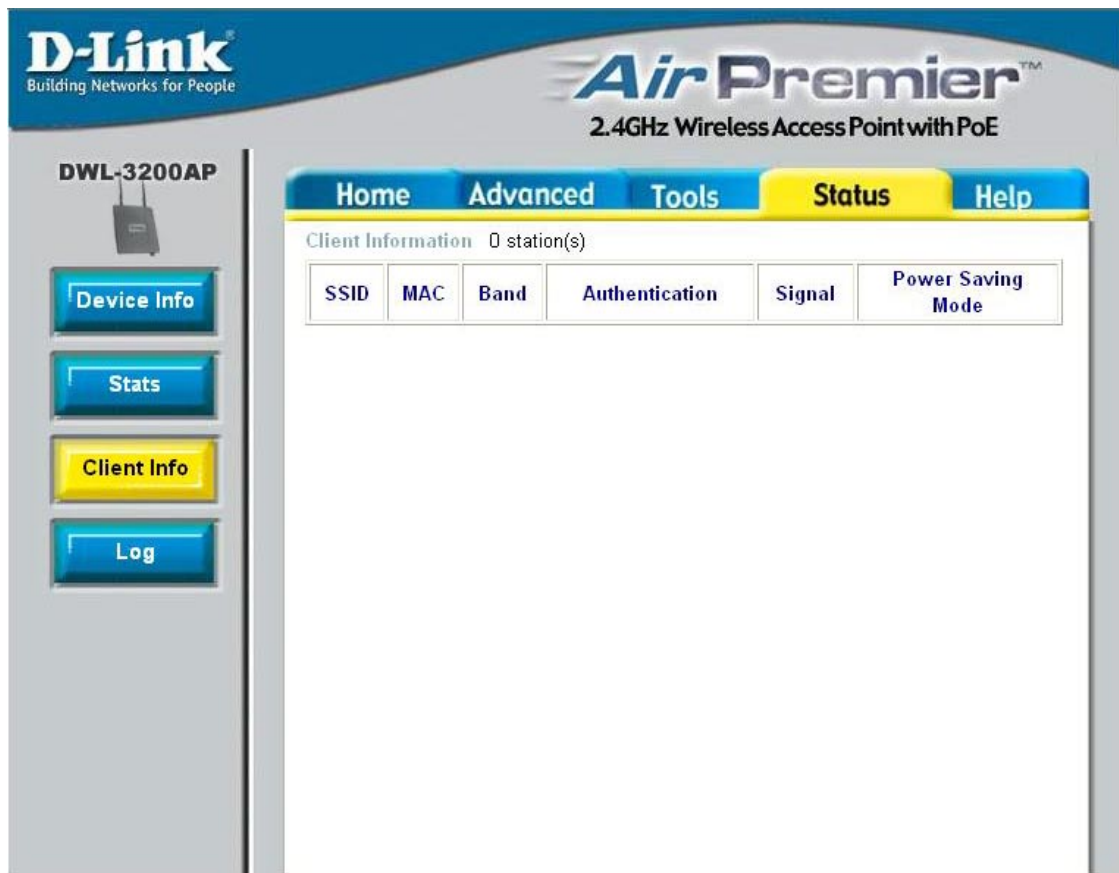 D-Link®
Building Networks for People
Air Premier™
2.4GHz Wireless Access Point with PoE
DWL-3200AP
Home Advanced Tools Status Help
Device Info
Stats
Client Info
Log
Client Information 0 station(s)
SSID MAC Band Authentication Signal Power Saving
Mode